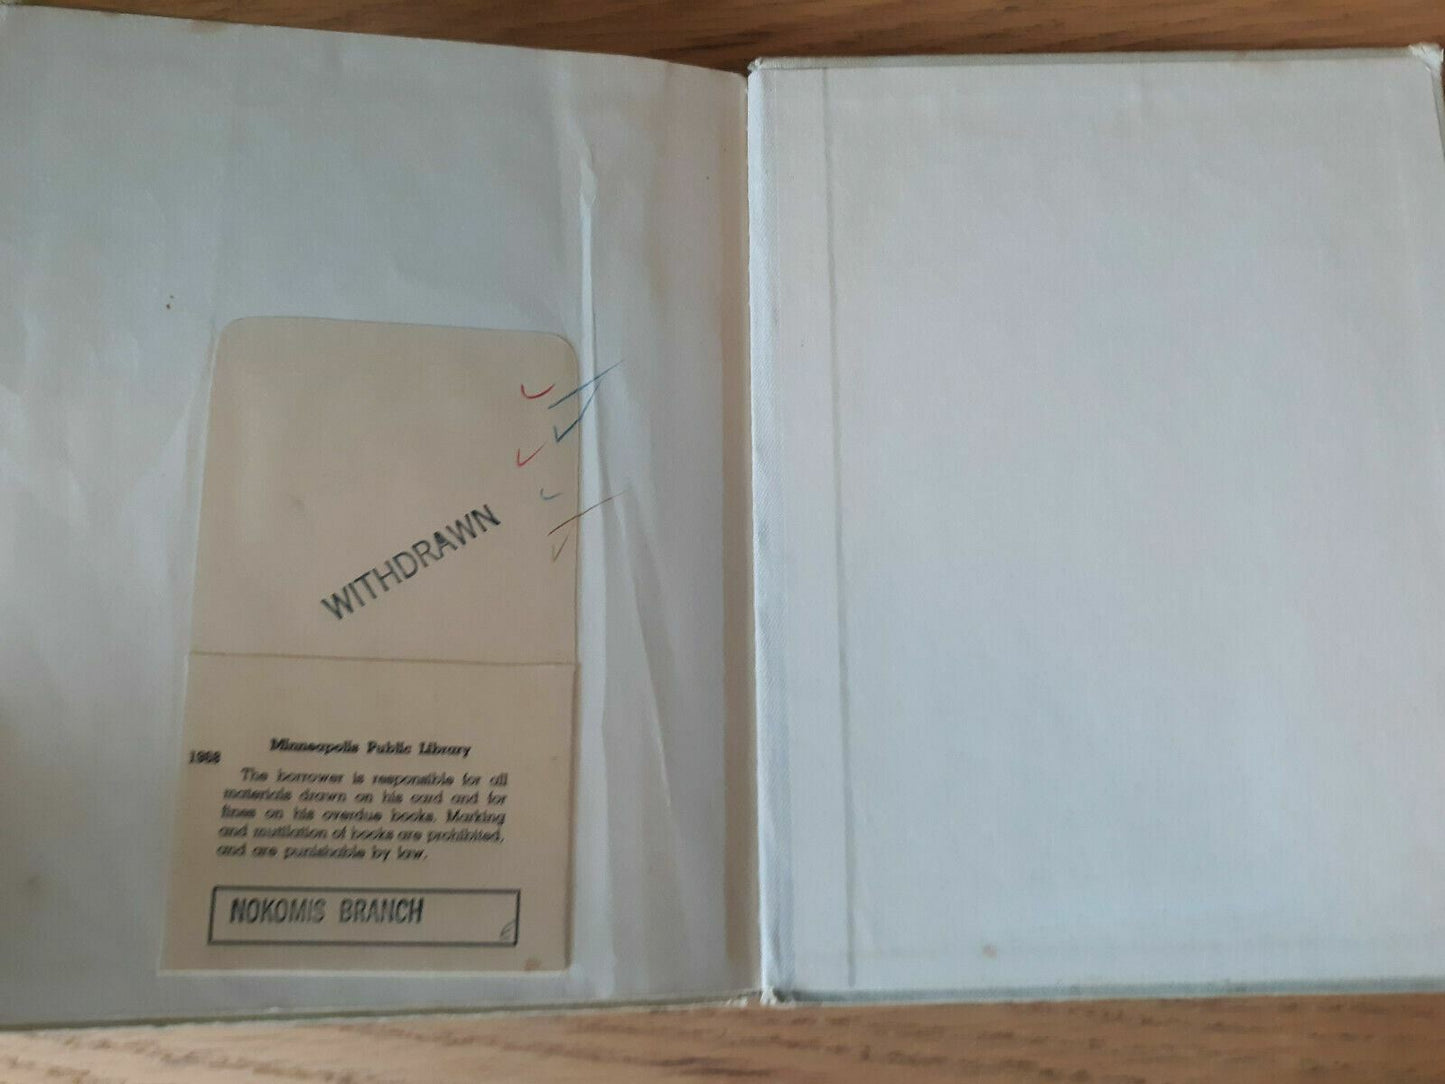 WITHDRAWN
Minneapolis Public Library
1968
The borrower is responsible for all
materials drawn on his card and for
fines on his overdue books. Marking
and mutilation of books are prohibited,
and are punishable by law.
NOKOMIS BRANCH